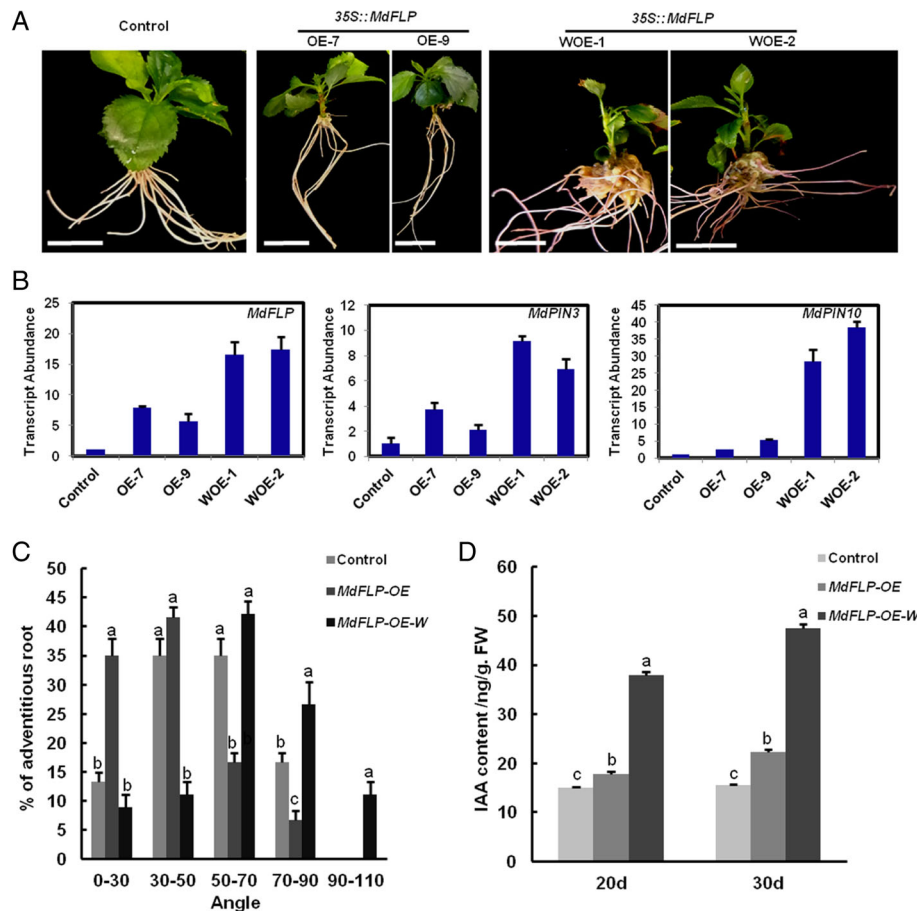 A
Control
35S::MdFLP
OE-7
OE-9
35S::MdFLP
WOE-1
WOE-2
B
Transcript Abundance
25
20
15
10
5
0
MdFLP
Control
OE-7
OE-9
WOE-1
WOE-2
Transcript Abundance
12
10
8
6
4
2
0
MdPIN3
Control
OE-7
OE-9
WOE-1
WOE-2
Transcript Abundance
45
40
35
30
25
20
15
10
5
0
MdPIN10
Control
OE-7
OE-9
WOE-1
WOE-2
C
% of adventitious root
50
45
40
35
30
25
20
15
10
5
0
Control
MdFLP-OE
MdFLP-OE-W
b a b
a a b
a b a
b c a
a
0-30 30-50 50-70 70-90 90-110
Angle
D
IAA content /ng/g. FW
60
50
40
30
20
10
0
Control
MdFLP-OE
MdFLP-OE-W
c b a
c b a
20d 30d